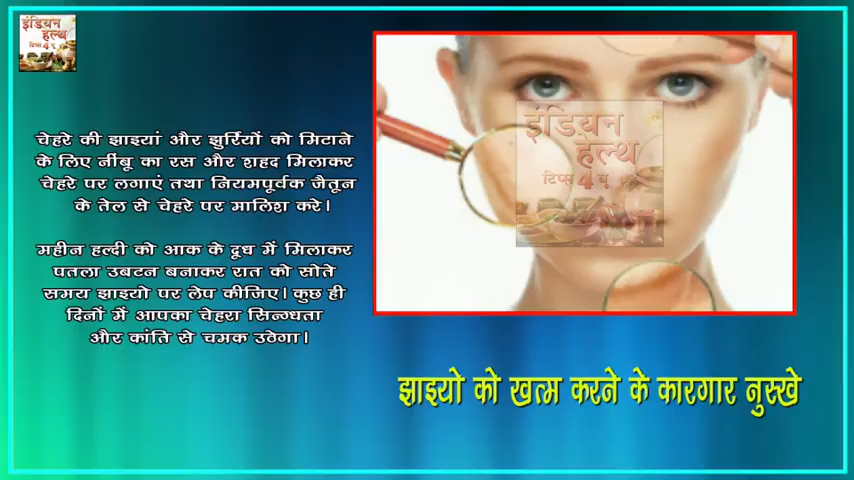 इंडियन
हेल्थ
टिप्स 4 यू
चेहरे की झाइयां और झुर्रियों को मिटाने
के लिए नींबू का रस और शहद मिलाकर
चेहरे पर लगाएं तथा नियमपूर्वक जैतून
के तेल से चेहरे पर मालिश करे।
महीन हल्दी को आक के दूध में मिलाकर
पतला उबटन बनाकर रात को सोते
समय झाइयो पर लेप कीजिए। कुछ ही
दिनों में आपका चेहरा स्निग्धता
और कांति से चमक उठेगा।
इंडियन
हेल्थ
टिप्स 4 यू
झाइयो को खत्म करने के कारगार नुस्खे